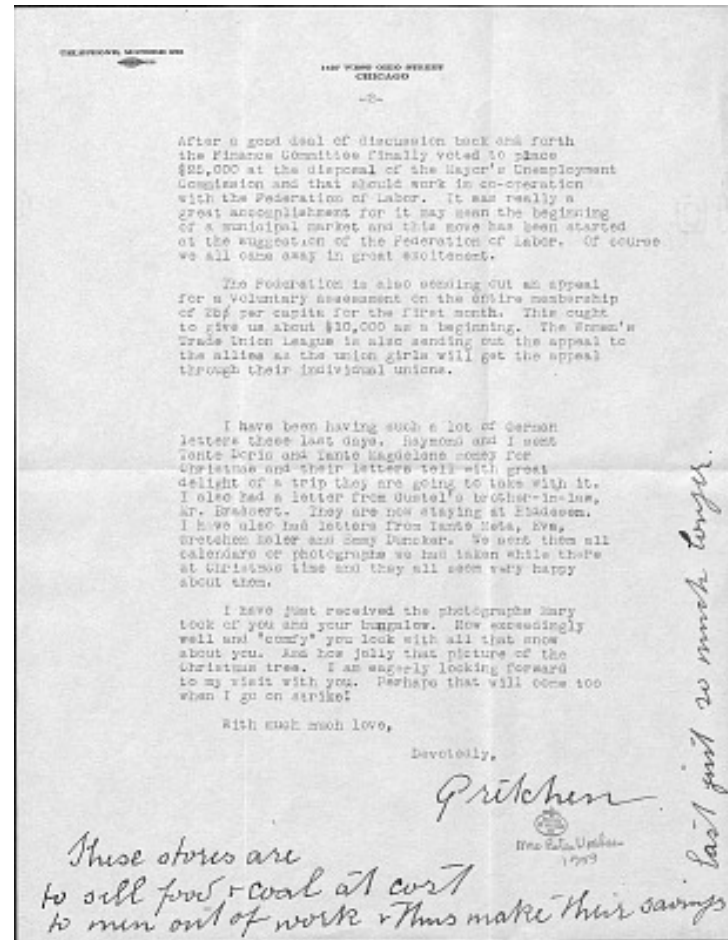 TELEPHONE, MONROE
WEST OHIO STREET
CHICAGO
-2-
After a good deal of discussion back and forth
the Finance Committee finally voted to place
$25,000 at the disposal of the Mayor's Unemployment
Commission and that should work in co-operation
with the Federation of Labor. It was really a
great accomplishment for it may mean the beginning
of a municipal market and this move has been started
at the suggestion of the Federation of Labor. Of course
we all came away in great excitement.
The Federation is also sending out an appeal
for a voluntary assessment on the entire membership
of 25¢ per capita for the first month. This ought
to give us about $10,000 as a beginning. The Women's
Trade Union League is also sending out the appeal to
the allies as the union girls will get the appeal
through their individual unions.
I have been having such a lot of German
letters these last days. Raymond and I sent
Tante Doris and Tante Magdelene money for
Christmas and their letters tell with great
delight of a trip they are going to take with it.
I also had a letter from Gustel's brother-in-law,
Mr. They are now staying at
I have also had letters from Tante Meta, Eva,
Gretchen and Emmy Duncker. We sent them all
calendars or photographs we had taken while there
at Christmas time and they all seem very happy
about them.
I have just received the photographs Mary
took of you and your bungalow. How exceedingly
well and "comfy" you look with all that snow
about you. And how jolly that picture of the
Christmas tree. I am eagerly looking forward
to my visit with you. Perhaps that will come too
when I go on strike!
With much much love,
Devotedly,
Gretchen
Mrs
These stores are
to sell food + coal at cost
to men out of work + thus make their savings
last just so much longer.